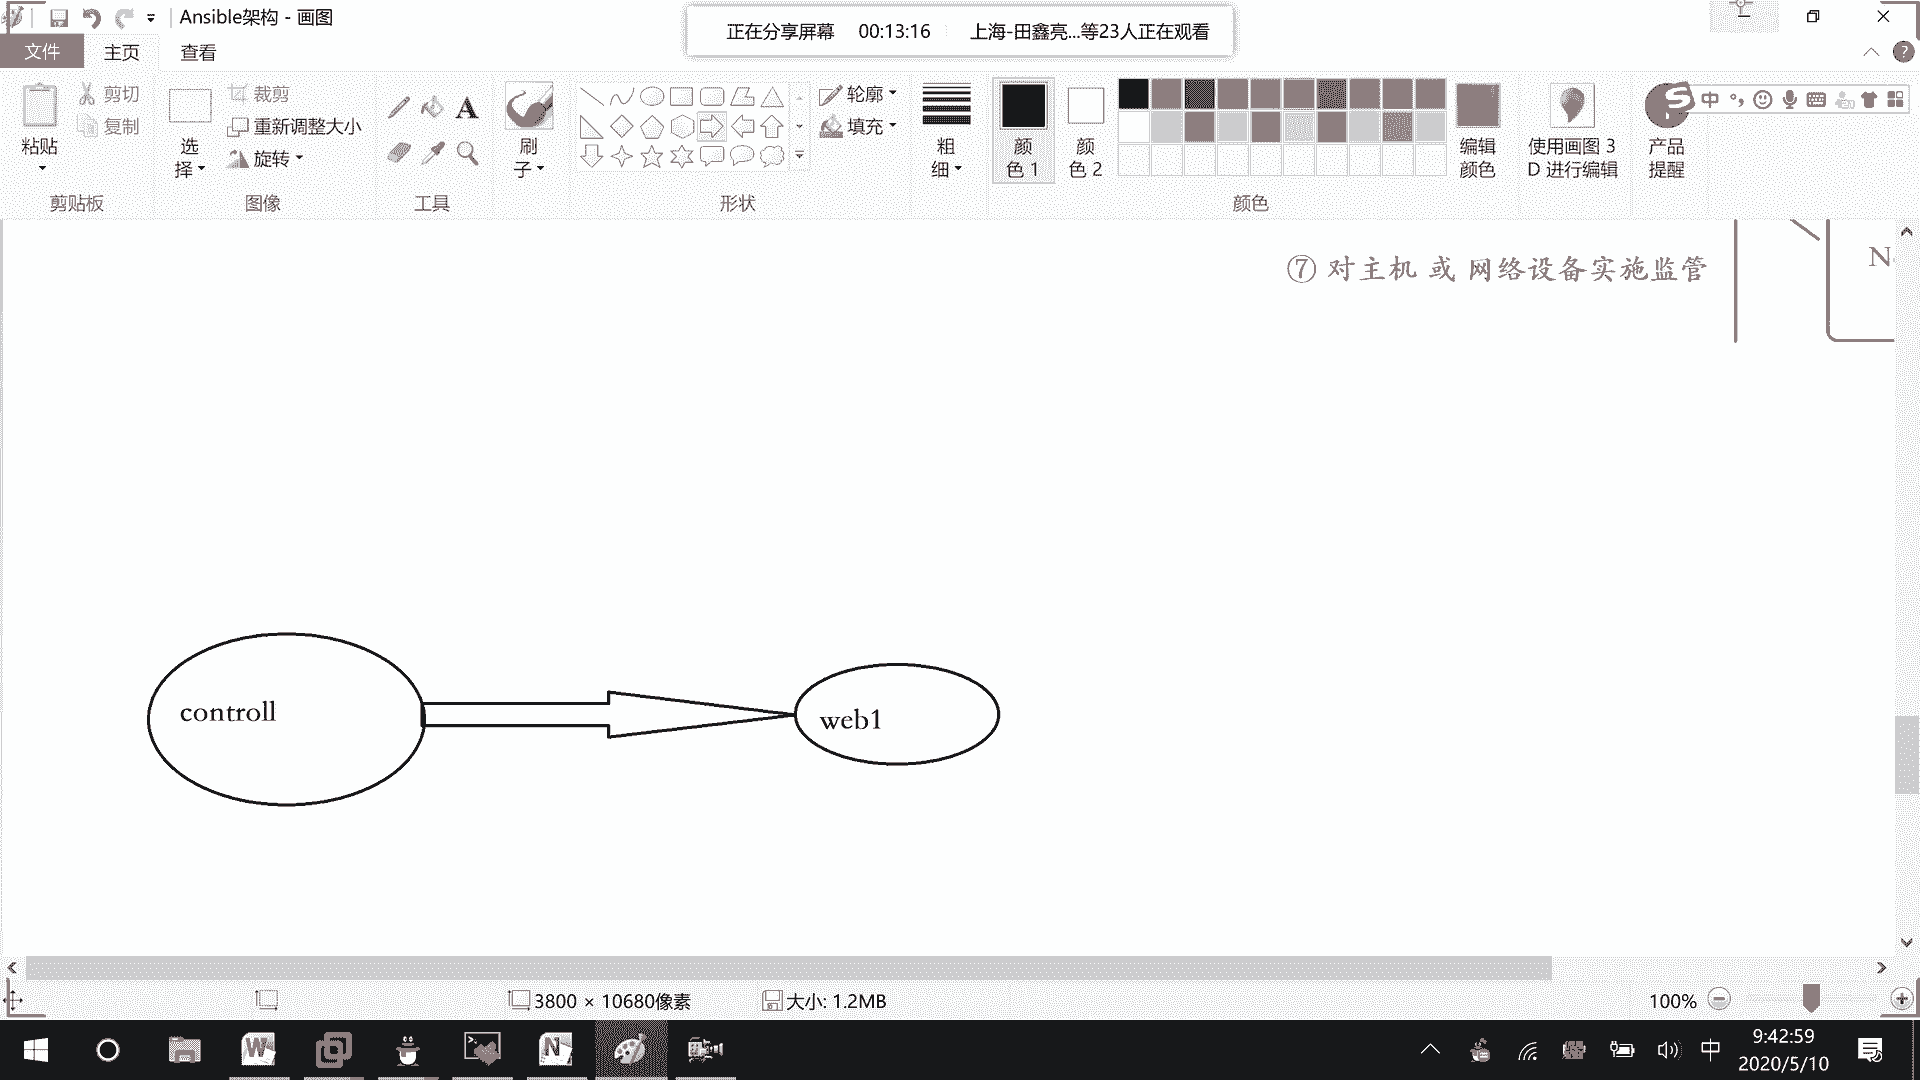 Ansible架构 - 画图
正在分享屏幕 00:13:16 上海-田鑫亮...等23人正在观看
文件 主页 查看
粘贴
剪切
复制
剪贴板
选择
裁剪
重新调整大小
旋转
图像
A
工具
刷子
形状
轮廓
填充
粗细
颜色 1
颜色 2
颜色
编辑颜色
使用画图 3D 进行编辑
产品提醒
S 中
⑦ 对主机 或 网络设备实施监管
N
controll
web1
3800 × 10680像素
大小: 1.2MB
100%
中
9:42:59
2020/5/10